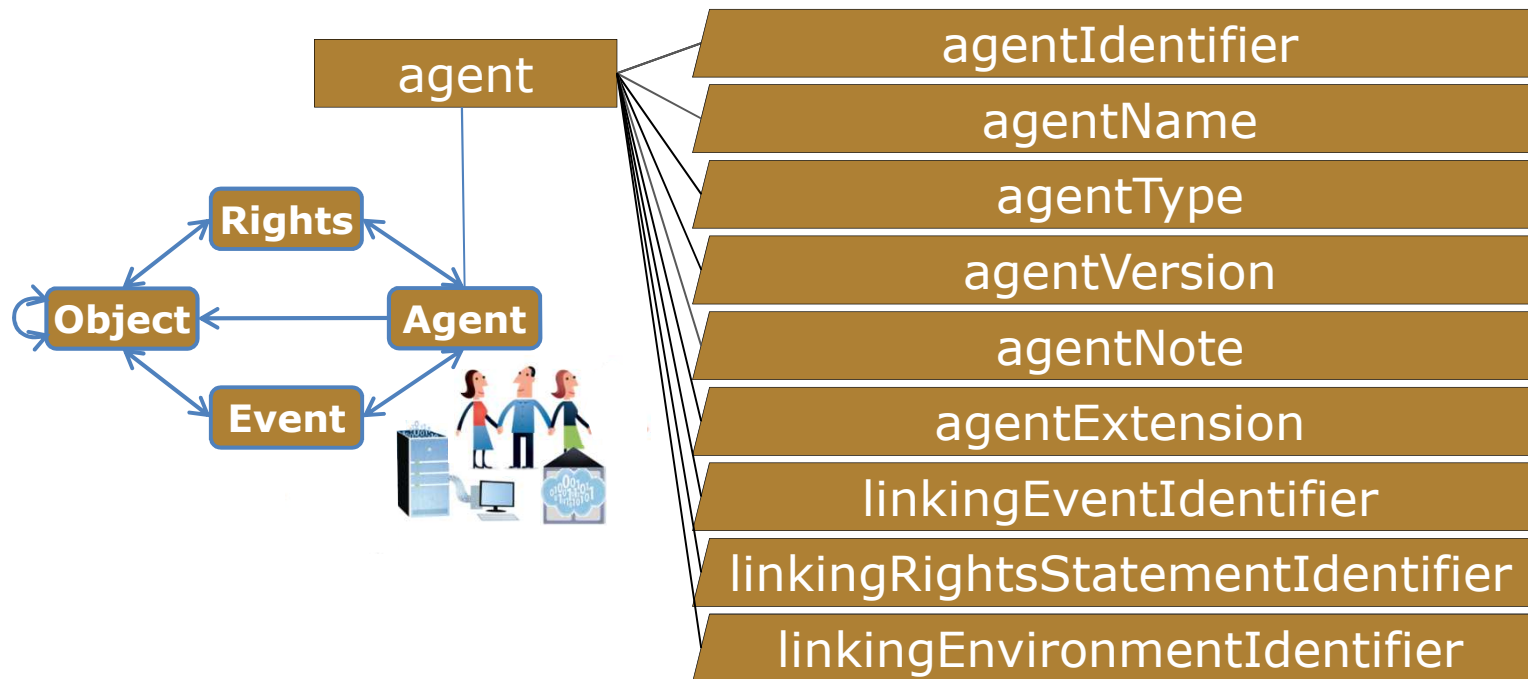 agent
agentIdentifier
agentName
agentType
agentVersion
agentNote
agentExtension
linkingEventIdentifier
linkingRightsStatementIdentifier
linkingEnvironmentIdentifier
Rights
Object
Agent
Event